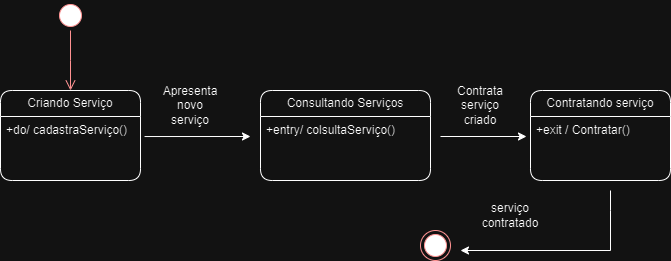 Criando Serviço
+do/ cadastraServiço()
Apresenta
novo
serviço
Consultando Serviços
+entry/ colsultaServiço()
Contrata
serviço
criado
Contratando serviço
+exit / Contratar()
serviço
contratado